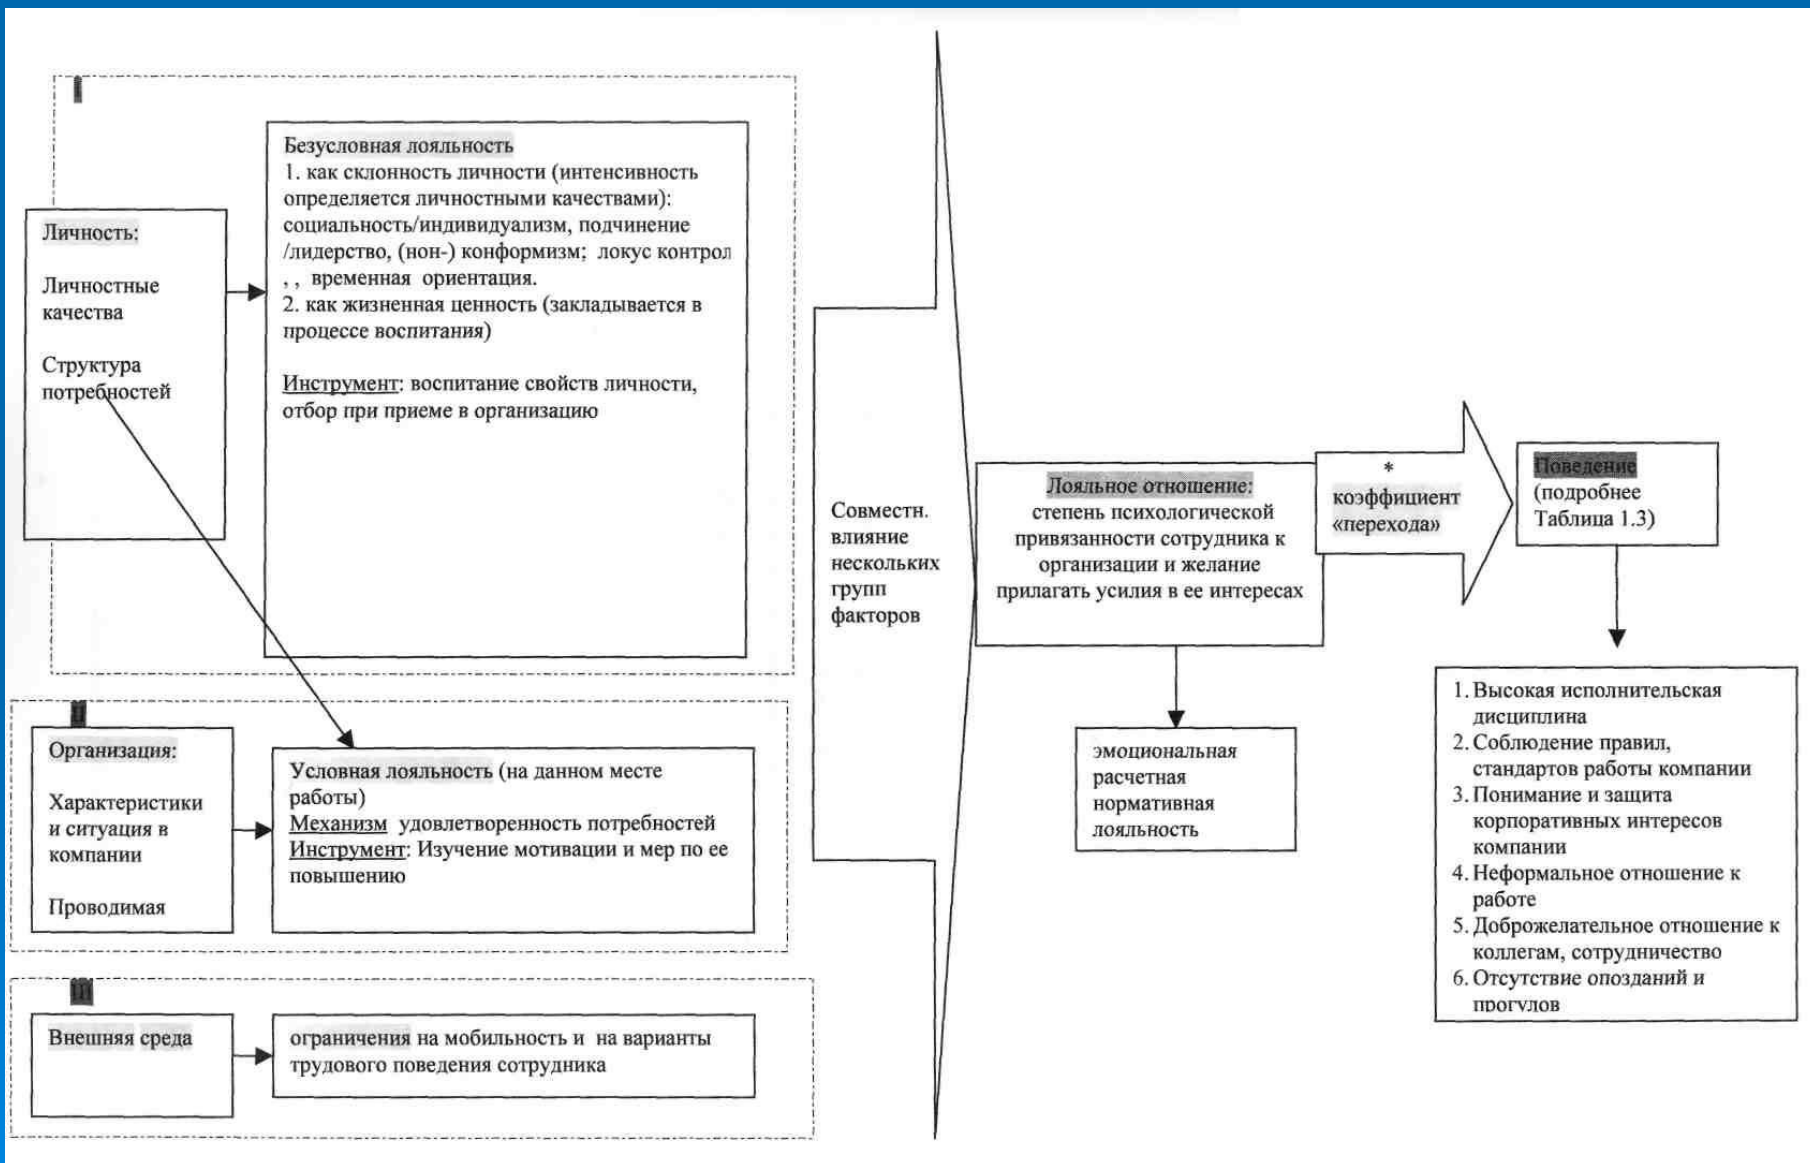 I
Личность:
Личностные
качества
Структура
потребностей
Безусловная лояльность
1. как склонность личности (интенсивность
определяется личностными качествами):
социальность/индивидуализм, подчинение
/лидерство, (нон-) конформизм; локус контрол
, , временная ориентация.
2. как жизненная ценность (закладывается в
процессе воспитания)
Инструмент: воспитание свойств личности,
отбор при приеме в организацию
II
Организация:
Характеристики
и ситуация в
компании
Проводимая
Условная лояльность (на данном месте
работы)
Механизм удовлетворенность потребностей
Инструмент: Изучение мотивации и мер по ее
повышению
III
Внешняя среда
ограничения на мобильность и на варианты
трудового поведения сотрудника
Совместн.
влияние
нескольких
групп
факторов
Лояльное отношение:
степень психологической
привязанности сотрудника к
организации и желание
прилагать усилия в ее интересах
эмоциональная
расчетная
нормативная
лояльность
*
коэффициент
«перехода»
Поведение
(подробнее
Таблица 1.3)
1. Высокая исполнительская
дисциплина
2. Соблюдение правил,
стандартов работы компании
3. Понимание и защита
корпоративных интересов
компании
4. Неформальное отношение к
работе
5. Доброжелательное отношение к
коллегам, сотрудничество
6. Отсутствие опозданий и
прогулов